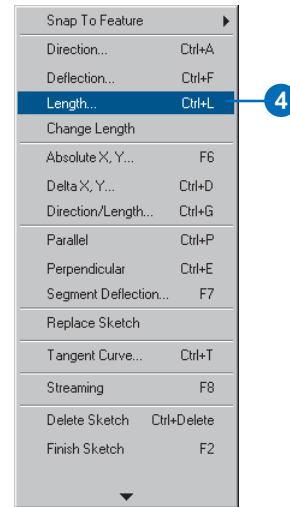 Snap To Feature
Direction... Ctrl+A
Deflection... Ctrl+F
Length... Ctrl+L 4
Change Length
Absolute X, Y... F6
Delta X, Y... Ctrl+D
Direction/Length... Ctrl+G
Parallel Ctrl+P
Perpendicular Ctrl+E
Segment Deflection... F7
Replace Sketch
Tangent Curve... Ctrl+T
Streaming F8
Delete Sketch Ctrl+Delete
Finish Sketch F2